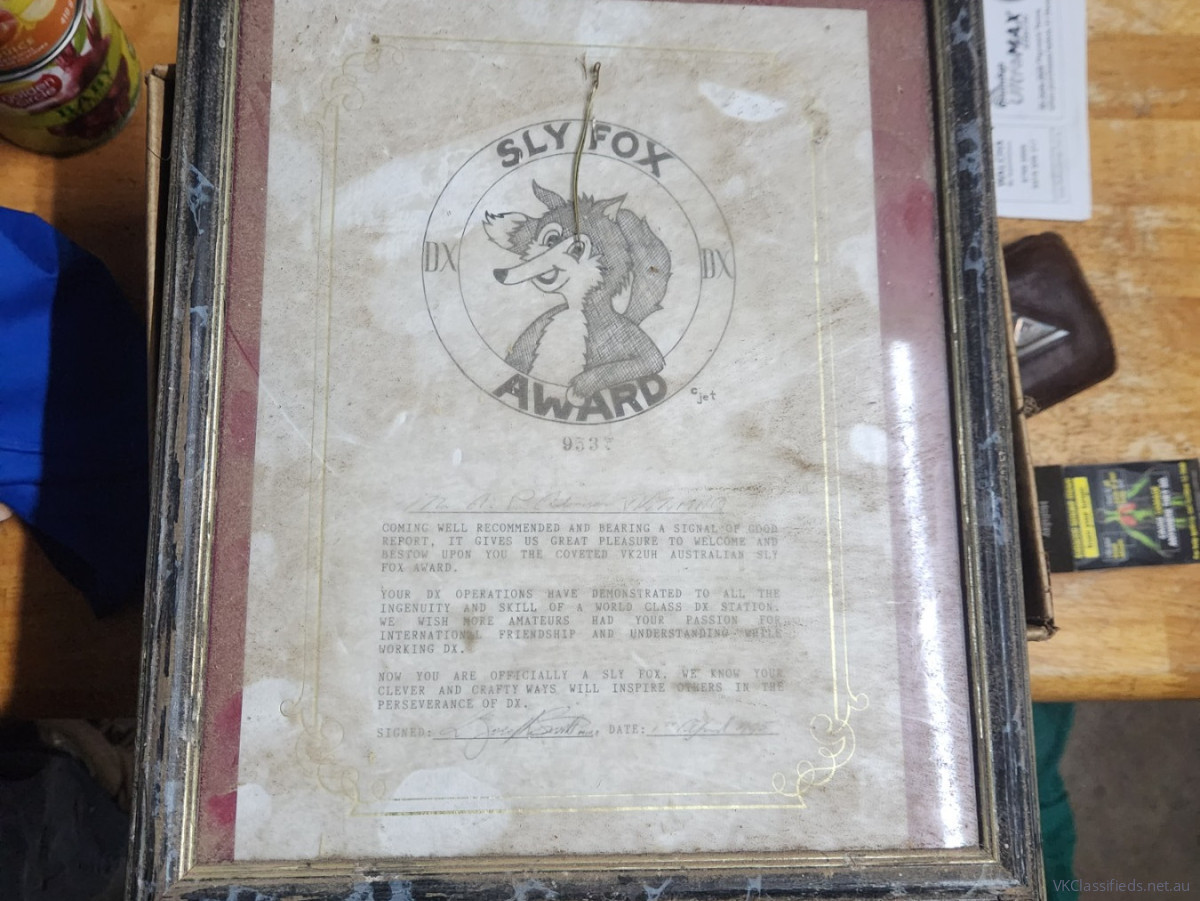 SLY FOX
DX DX
AWARD
© jet
COMING WELL RECOMMENDED AND BEARING A SIGNAL OF GOOD
REPORT, IT GIVES US GREAT PLEASURE TO WELCOME AND
BESTOW UPON YOU THE COVETED VK2UH AUSTRALIAN SLY
FOX AWARD.
YOUR DX OPERATIONS HAVE DEMONSTRATED TO ALL THE
INGENUITY AND SKILL OF A WORLD CLASS DX STATION.
WE WISH MORE AMATEURS HAD YOUR PASSION FOR
INTERNATIONAL FRIENDSHIP AND UNDERSTANDING WHILE
WORKING DX.
NOW YOU ARE OFFICIALLY A SLY FOX. WE KNOW YOUR
CLEVER AND CRAFTY WAYS WILL INSPIRE OTHERS IN THE
PERSEVERANCE OF DX.
SIGNED: DATE: April
BABY
UltraMAX
VKClassifieds.net.au